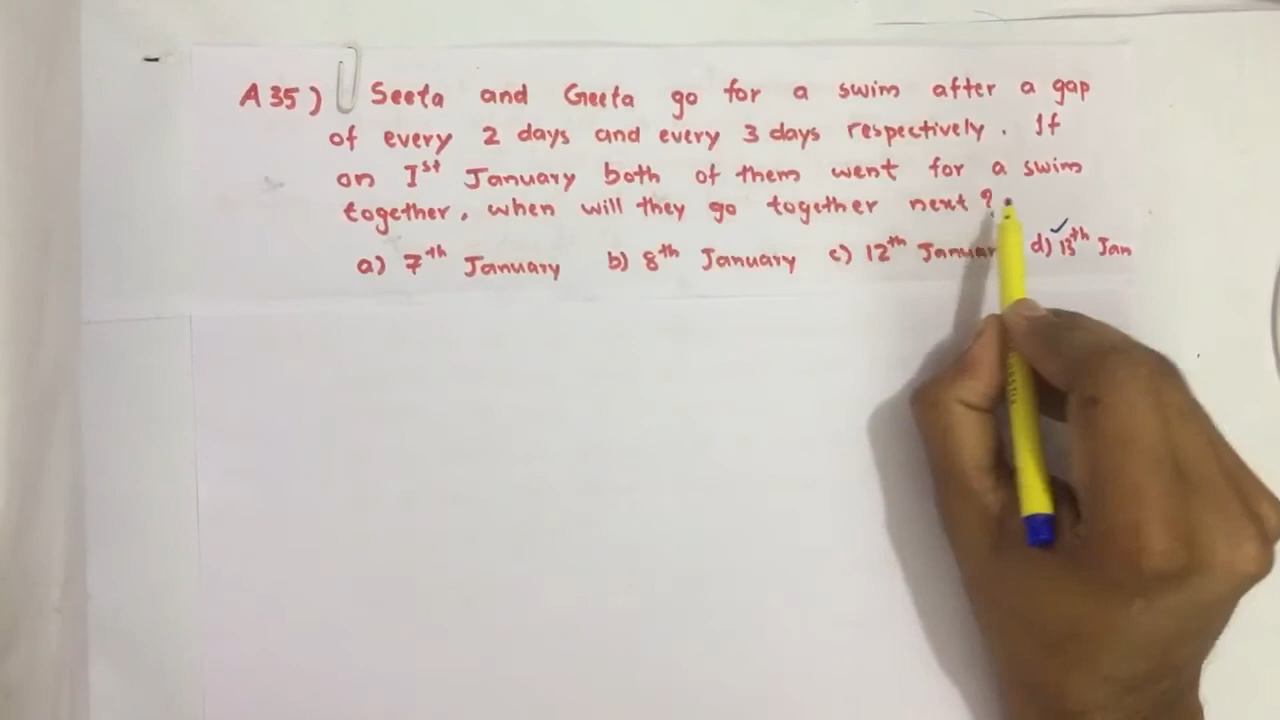 A35) Seeta and Geeta go for a swim after a gap
of every 2 days and every 3 days respectively. If
on Ist January both of them went for a swim
together, when will they go together next?
a) 7th January b) 8th January c) 12th Januar d) 13th Jan